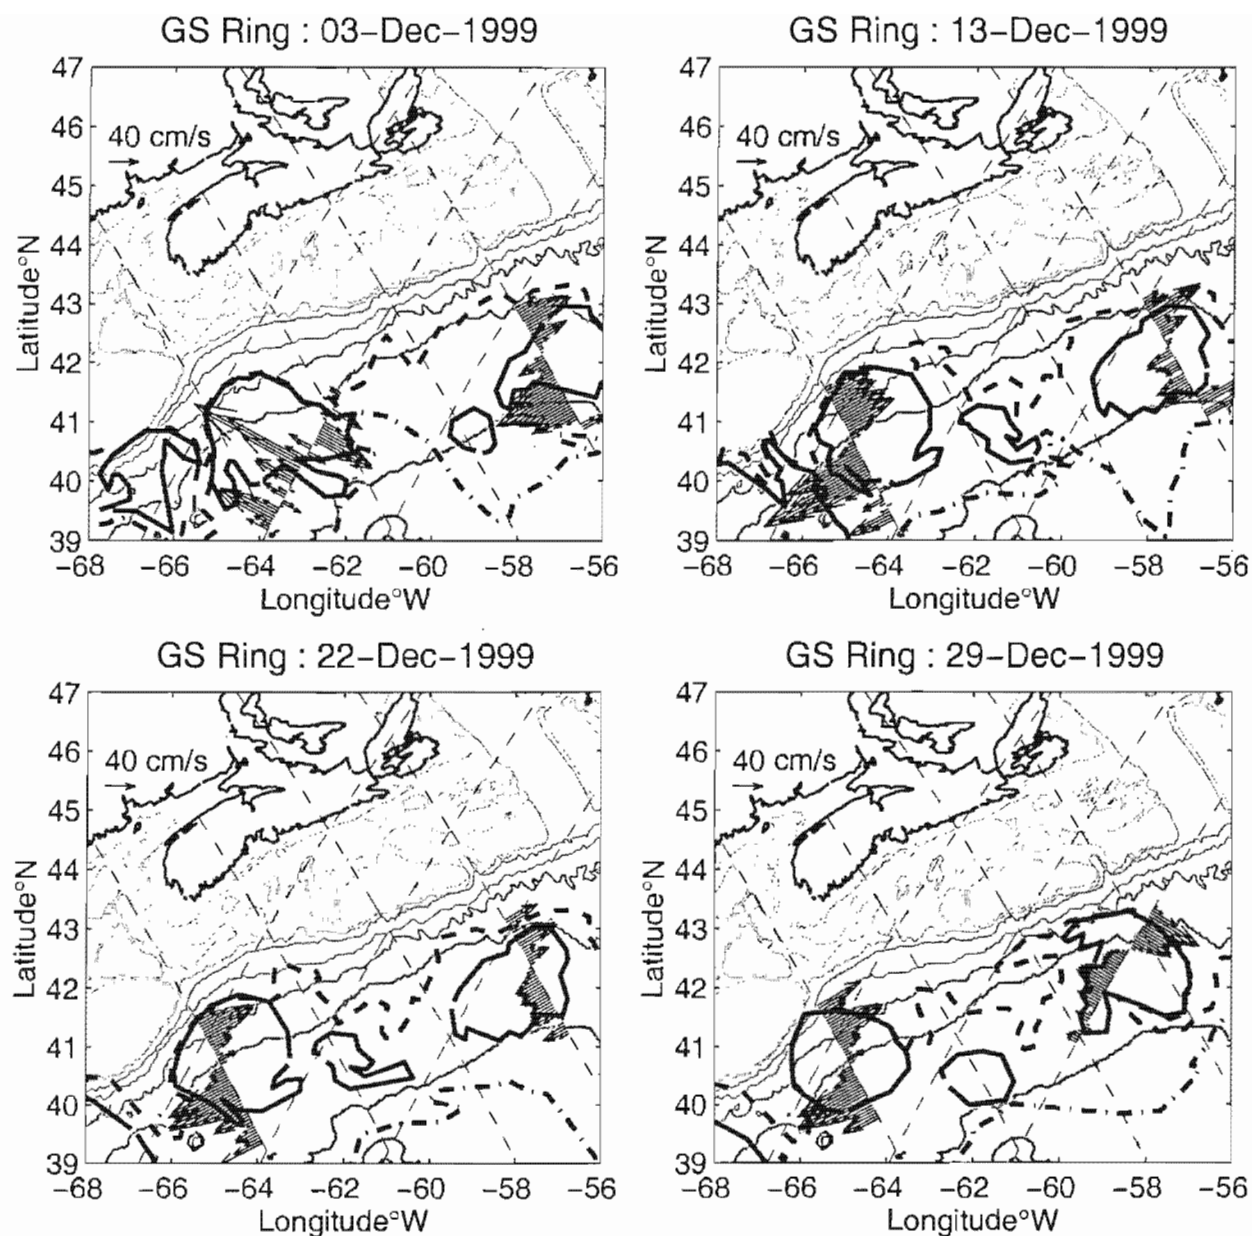 GS Ring : 03-Dec-1999
47
46
45
44
43
42
41
40
39
40 cm/s
Latitude°N
-68 -66 -64 -62 -60 -58 -56
Longitude°W
GS Ring : 13-Dec-1999
47
46
45
44
43
42
41
40
39
40 cm/s
Latitude°N
-68 -66 -64 -62 -60 -58 -56
Longitude°W
GS Ring : 22-Dec-1999
47
46
45
44
43
42
41
40
39
40 cm/s
Latitude°N
-68 -66 -64 -62 -60 -58 -56
Longitude°W
GS Ring : 29-Dec-1999
47
46
45
44
43
42
41
40
39
40 cm/s
Latitude°N
-68 -66 -64 -62 -60 -58 -56
Longitude°W